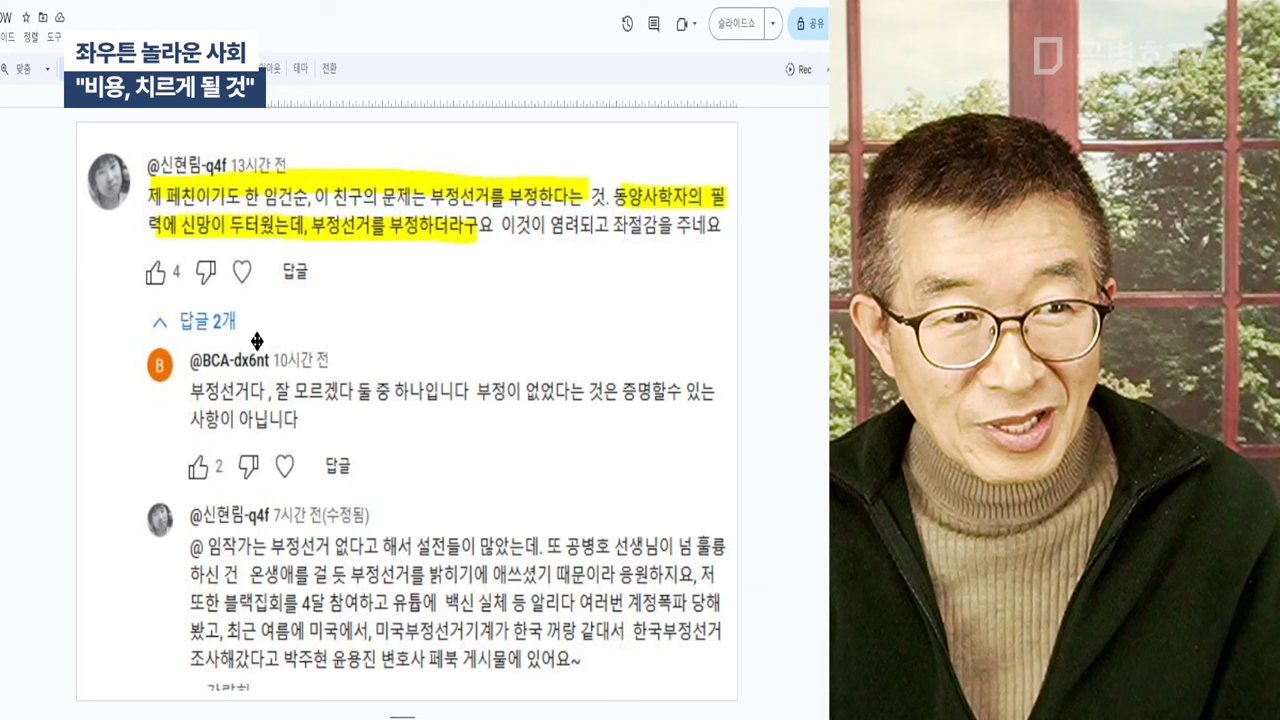 OW
이드 정렬 도구
슬라이드쇼
공유
맞춤
아웃 테마 전환
Rec
좌우튼 놀라운 사회
"비용, 치르게 될 것"
공병호TV
@신현림-q4f 13시간 전
제 페친이기도 한 임건순, 이 친구의 문제는 부정선거를 부정한다는 것. 동양사학자의 필
력에 신망이 두터웠는데, 부정선거를 부정하더라구요 이것이 염려되고 좌절감을 주네요
4 답글
답글 2개
B
@BCA-dx6nt 10시간 전
부정선거다 , 잘 모르겠다 둘 중 하나입니다 부정이 없었다는 것은 증명할수 있는
사항이 아닙니다
2 답글
@신현림-q4f 7시간 전(수정됨)
@ 임작가는 부정선거 없다고 해서 설전들이 많았는데. 또 공병호 선생님이 넘 훌륭
하신 건 온생애를 걸 듯 부정선거를 밝히기에 애쓰셨기 때문이라 응원하지요, 저
또한 블랙집회를 4달 참여하고 유튭에 백신 실체 등 알리다 여러번 계정폭파 당해
봤고, 최근 여름에 미국에서, 미국부정선거기계가 한국 꺼랑 같대서 한국부정선거
조사해갔다고 박주현 윤용진 변호사 페북 게시물에 있어요~